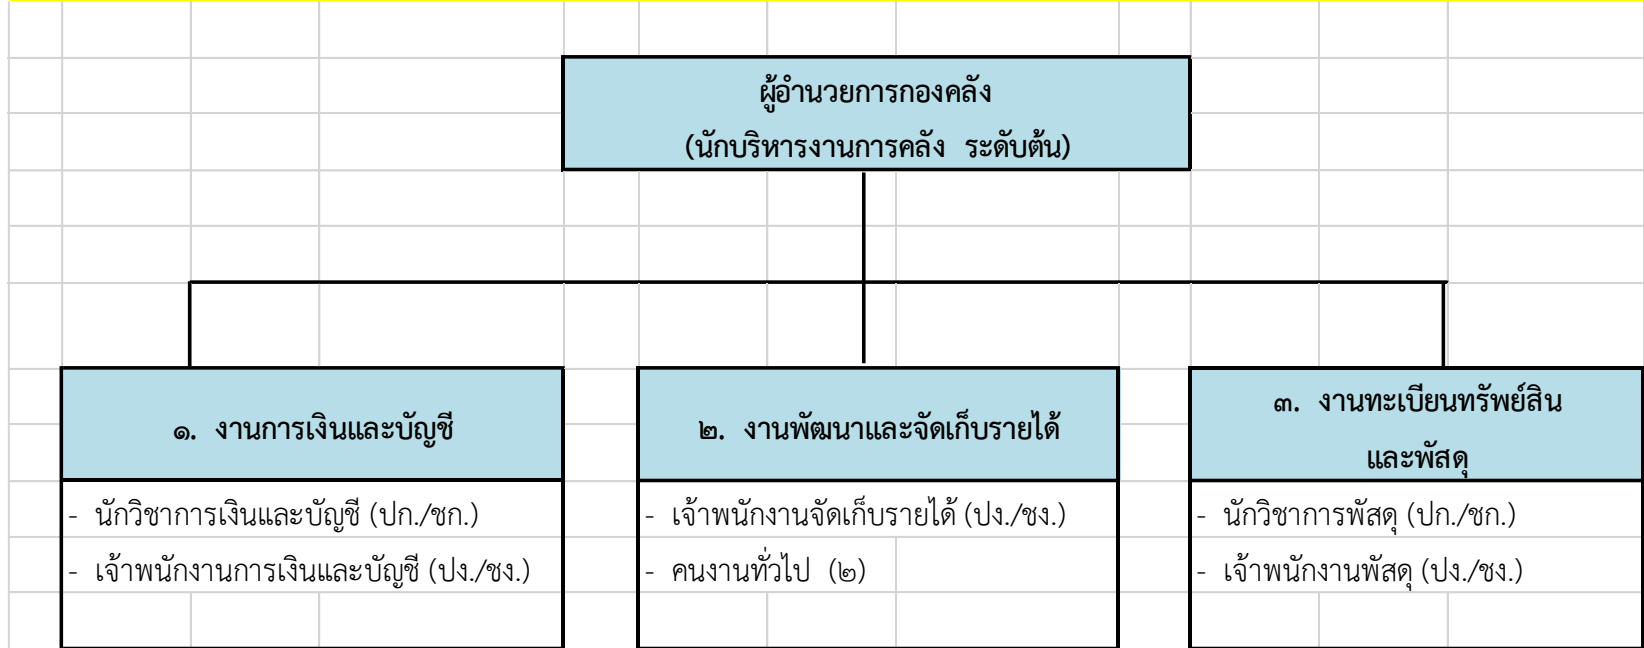 ผู้อำนวยการกองคลัง
(นักบริหารงานการคลัง ระดับต้น)
๑. งานการเงินและบัญชี
- นักวิชาการเงินและบัญชี (ปก./ชก.)
- เจ้าพนักงานการเงินและบัญชี (ปง./ชง.)
๒. งานพัฒนาและจัดเก็บรายได้
- เจ้าพนักงานจัดเก็บรายได้ (ปง./ชง.)
- คนงานทั่วไป (๒)
๓. งานทะเบียนทรัพย์สิน
และพัสดุ
- นักวิชาการพัสดุ (ปก./ชก.)
- เจ้าพนักงานพัสดุ (ปง./ชง.)